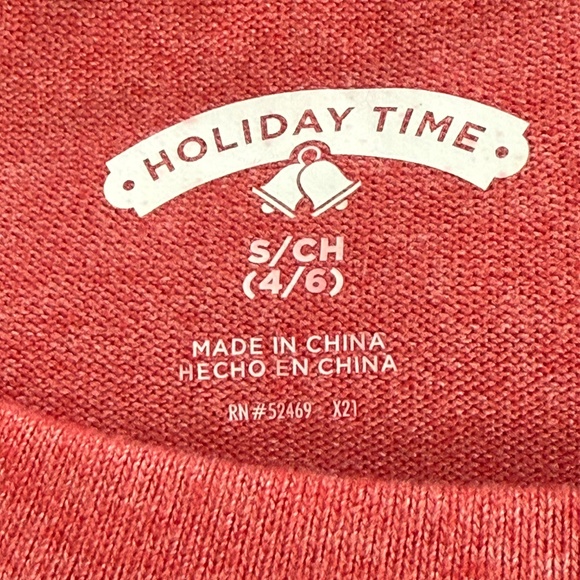 • HOLIDAY TIME •
S/CH
(4/6)
MADE IN CHINA
HECHO EN CHINA
RN#52469 X21